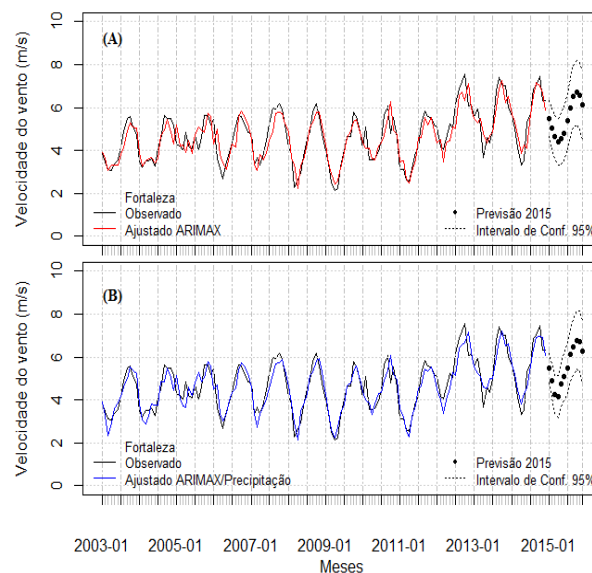 (A)
Velocidade do vento (m/s)
10
8
6
4
2
0
Fortaleza
Observado
Ajustado ARIMAX
Previsão 2015
Intervalo de Conf. 95%
(B)
Velocidade do vento (m/s)
10
8
6
4
2
0
Fortaleza
Observado
Ajustado ARIMAX/Precipitação
Previsão 2015
Intervalo de Conf. 95%
2003-01 2005-01 2007-01 2009-01 2011-01 2013-01 2015-01
Meses